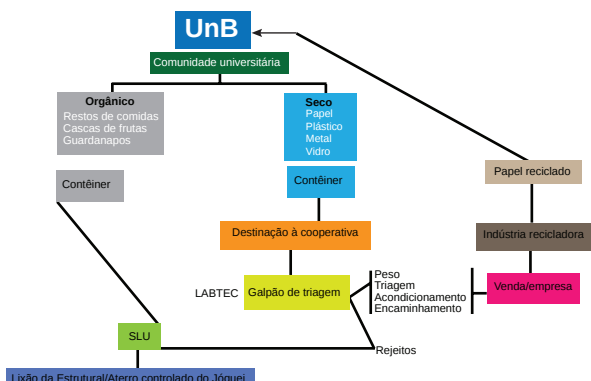 UnB
Comunidade universitária
Orgânico
Restos de comidas
Cascas de frutas
Guardanapos
Seco
Papel
Plástico
Metal
Vidro
Contêiner
Contêiner
Papel reciclado
Destinação à cooperativa
Indústria recicladora
LABTEC
Galpão de triagem
Peso
Triagem
Acondicionamento
Encaminhamento
Venda/empresa
SLU
Rejeitos
Lixão da Estrutural/Aterro controlado do Jóquei